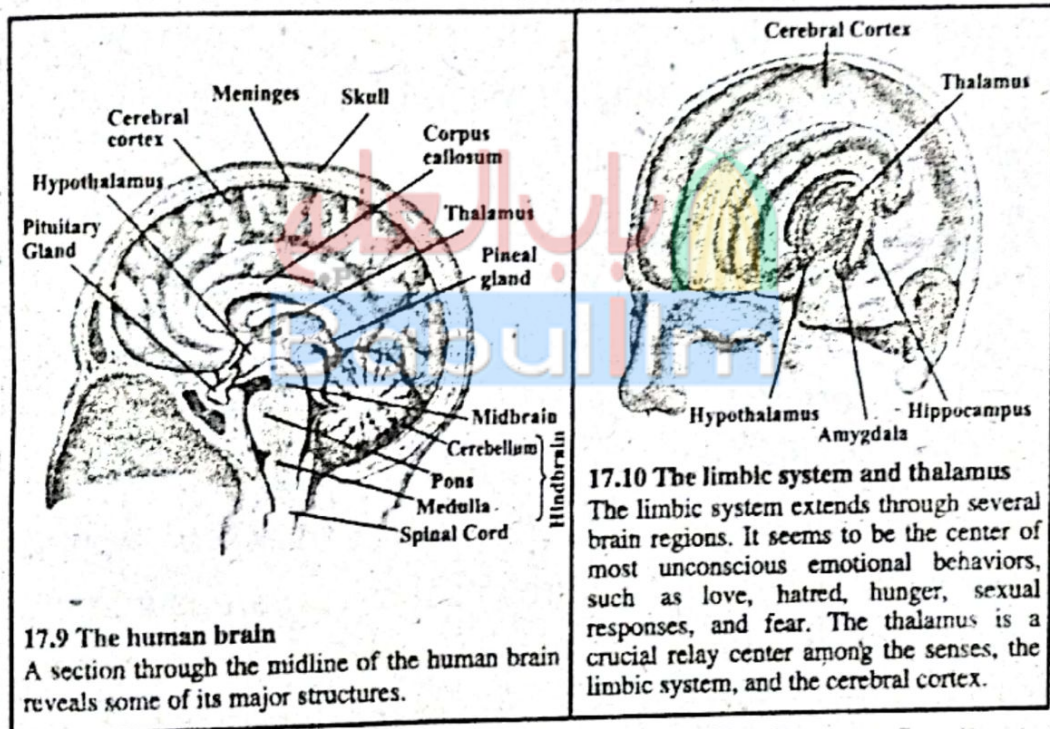 Meninges
Skull
Cerebral
cortex
Corpus
callosum
Hypothalamus
Thalamus
Pituitary
Gland
Pineal
gland
Midbrain
Cerebellum
Pons
Medulla
Hindbrain
Spinal Cord
17.9 The human brain
A section through the midline of the human brain
reveals some of its major structures.
Cerebral Cortex
Thalamus
Hypothalamus
Hippocampus
Amygdala
17.10 The limbic system and thalamus
The limbic system extends through several
brain regions. It seems to be the center of
most unconscious emotional behaviors,
such as love, hatred, hunger, sexual
responses, and fear. The thalamus is a
crucial relay center among the senses, the
limbic system, and the cerebral cortex.
باب العلم
Babulilm